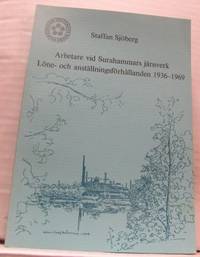 Staffan Sjöberg
Arbetare vid Surahammars järnverk
Löne- och anställningsförhållanden 1936-1969